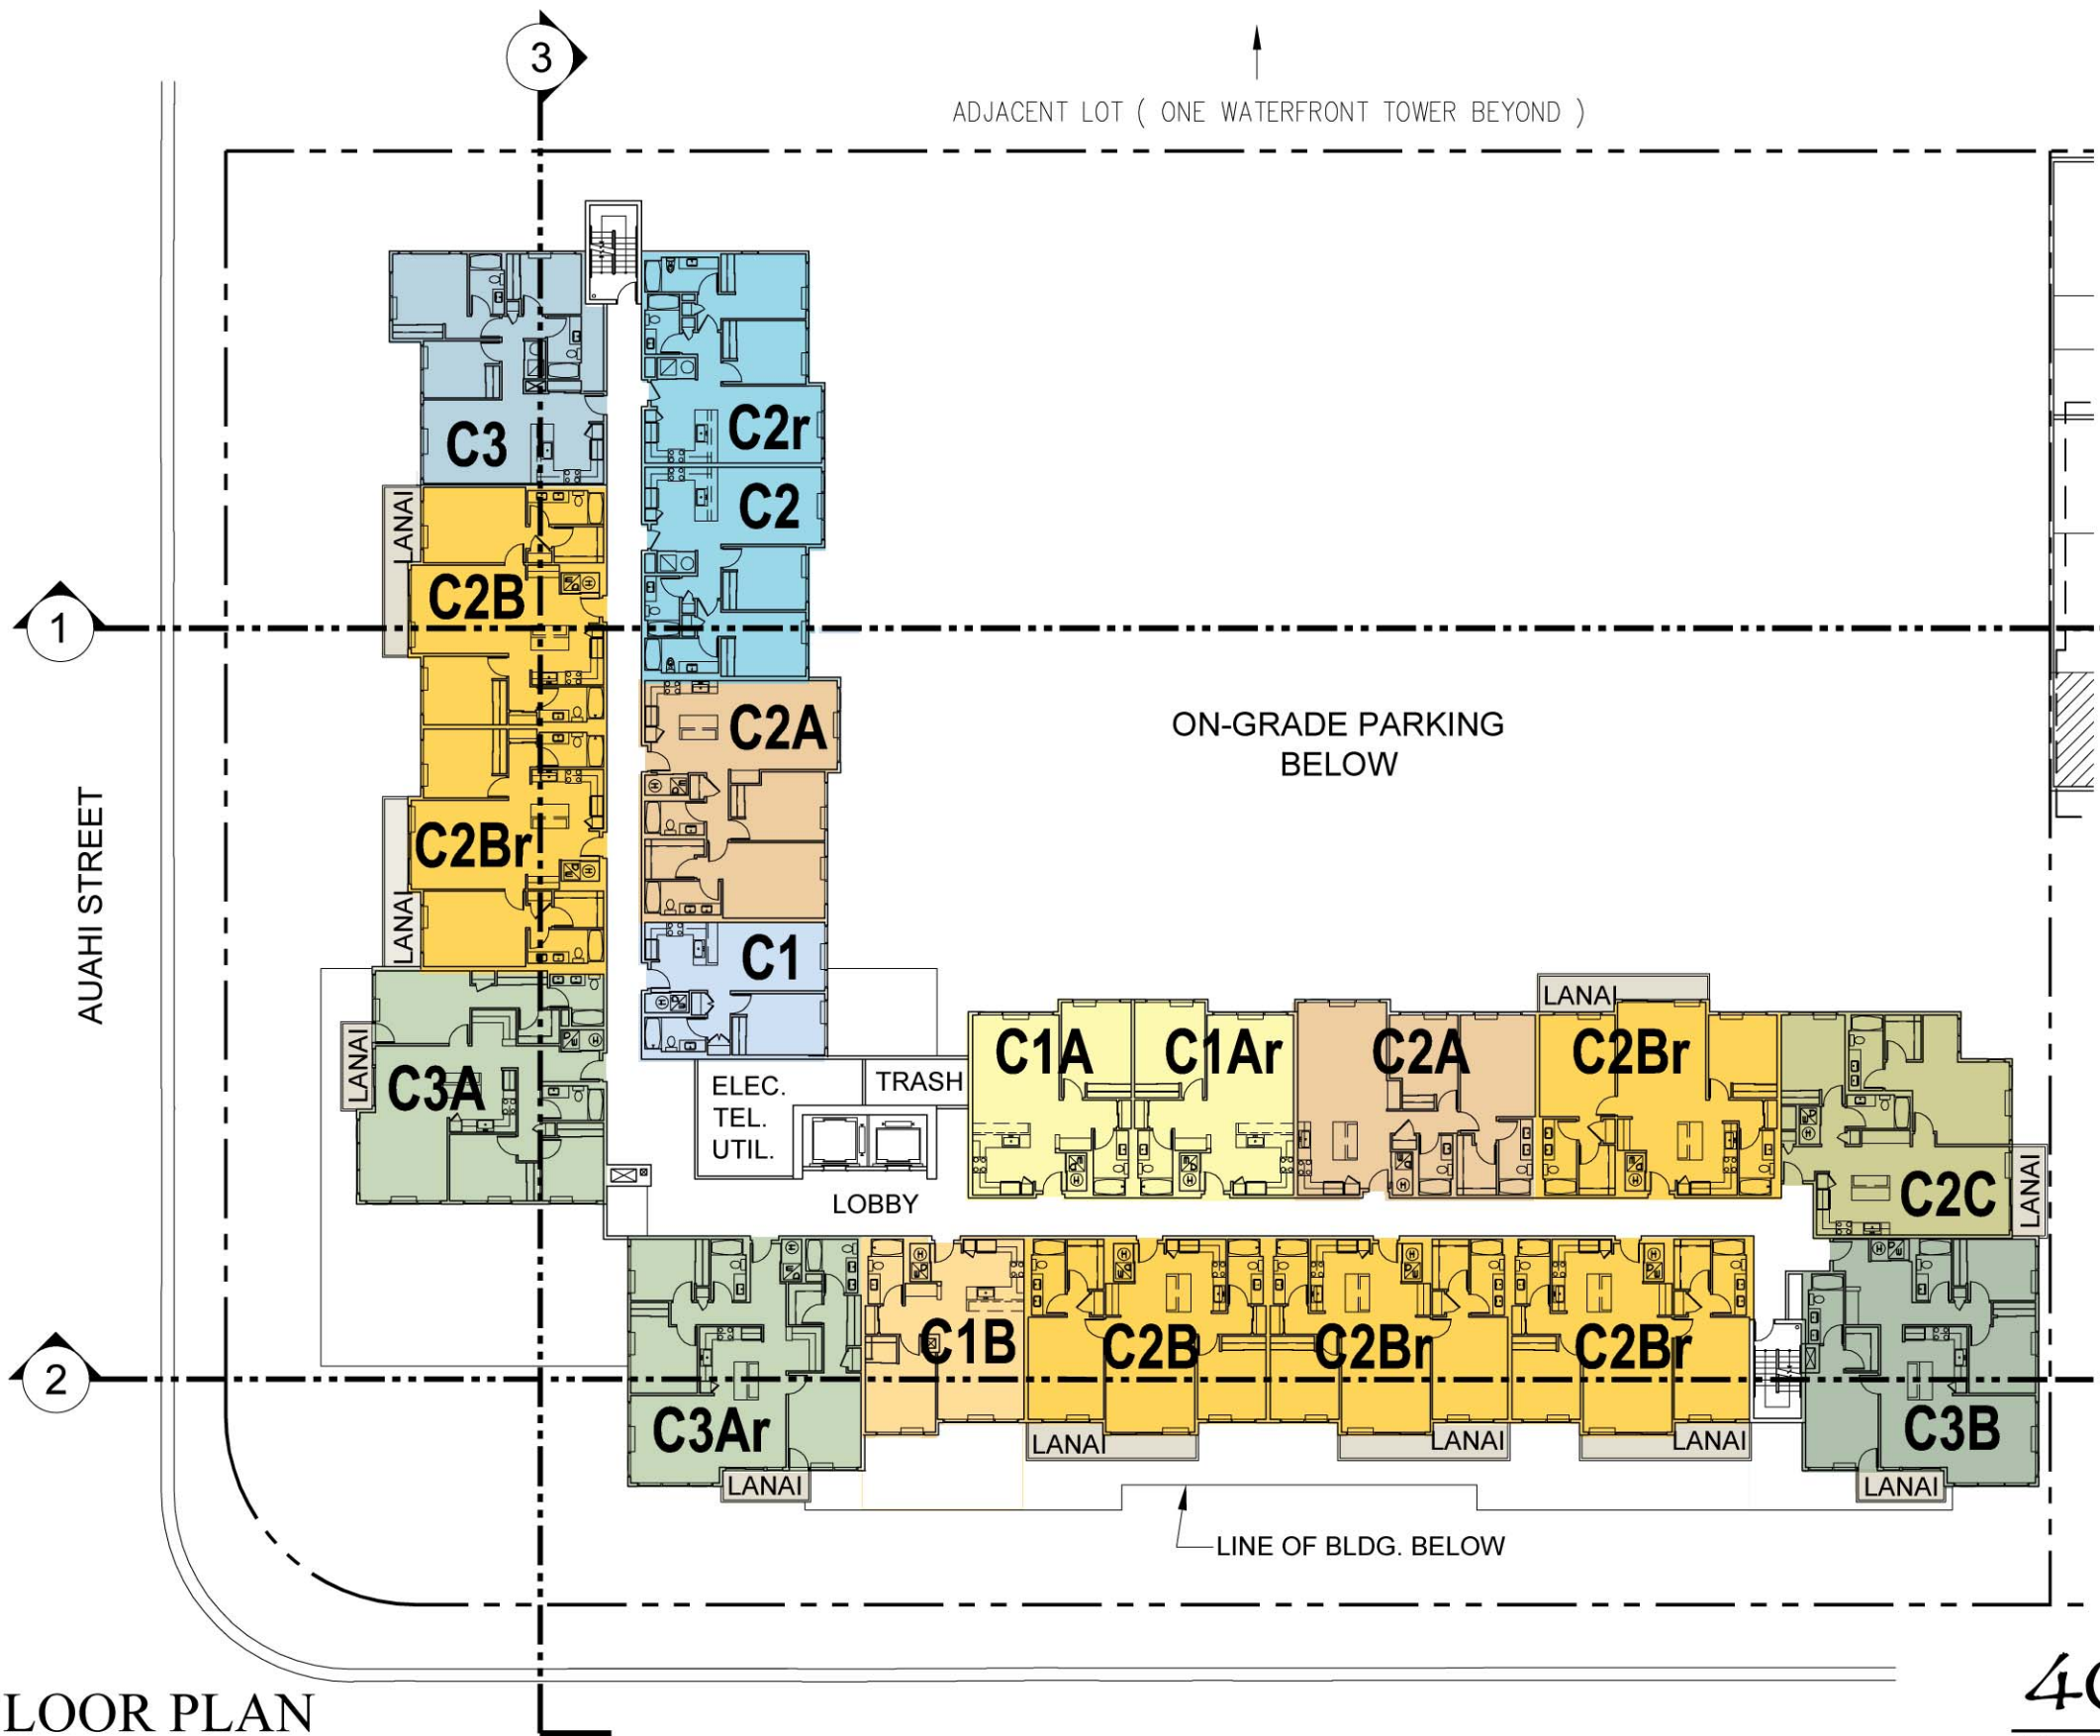 3
ADJACENT LOT ( ONE WATERFRONT TOWER BEYOND )
C3
C2r
C2
LANAI
C2B
1
C2A
ON-GRADE PARKING
BELOW
AUAHI STREET
C2Br
LANAI
C1
LANAI
LANAI
C3A
ELEC.
TEL.
UTIL.
TRASH
C1A
C1Ar
C2A
C2Br
C2C
LANAI
LOBBY
C1B
C2B
C2Br
C2Br
2
C3Ar
C3B
LANAI
LANAI
LANAI
LANAI
LANAI
LINE OF BLDG. BELOW
LOOR PLAN